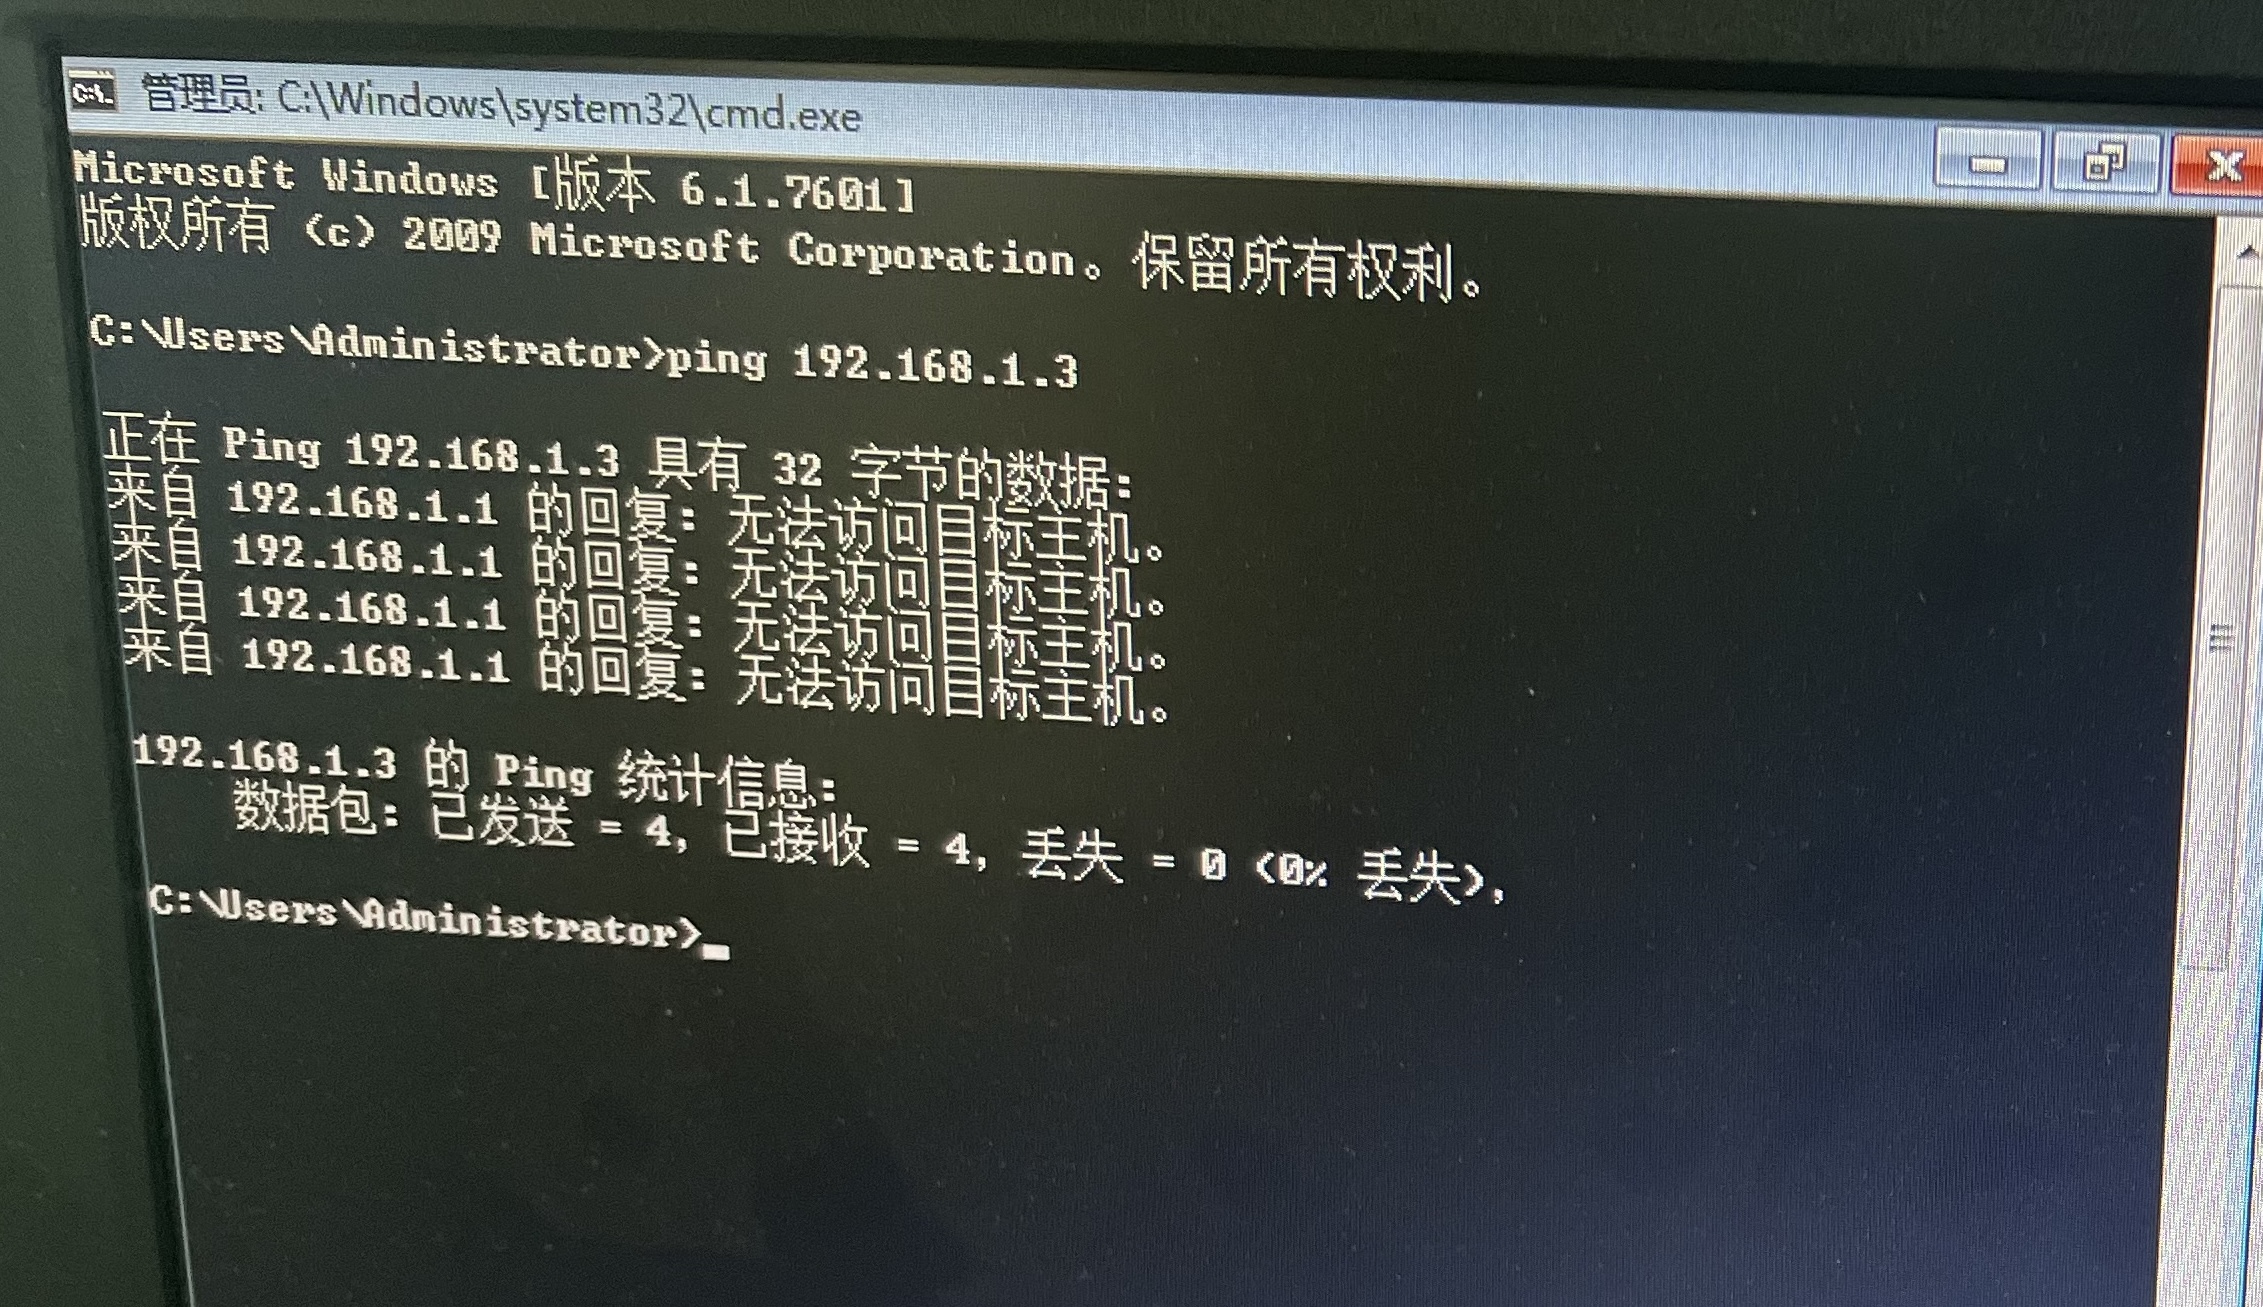 管理员: C:\Windows\system32\cmd.exe
Microsoft Windows [版本 6.1.7601]
版权所有 (c) 2009 Microsoft Corporation。保留所有权利。
C:\Users\Administrator>ping 192.168.1.3
正在 Ping 192.168.1.3 具有 32 字节的数据:
来自 192.168.1.1 的回复: 无法访问目标主机。
来自 192.168.1.1 的回复: 无法访问目标主机。
来自 192.168.1.1 的回复: 无法访问目标主机。
来自 192.168.1.1 的回复: 无法访问目标主机。
192.168.1.3 的 Ping 统计信息:
数据包: 已发送 = 4，已接收 = 4，丢失 = 0 (0% 丢失)，
C:\Users\Administrator>_